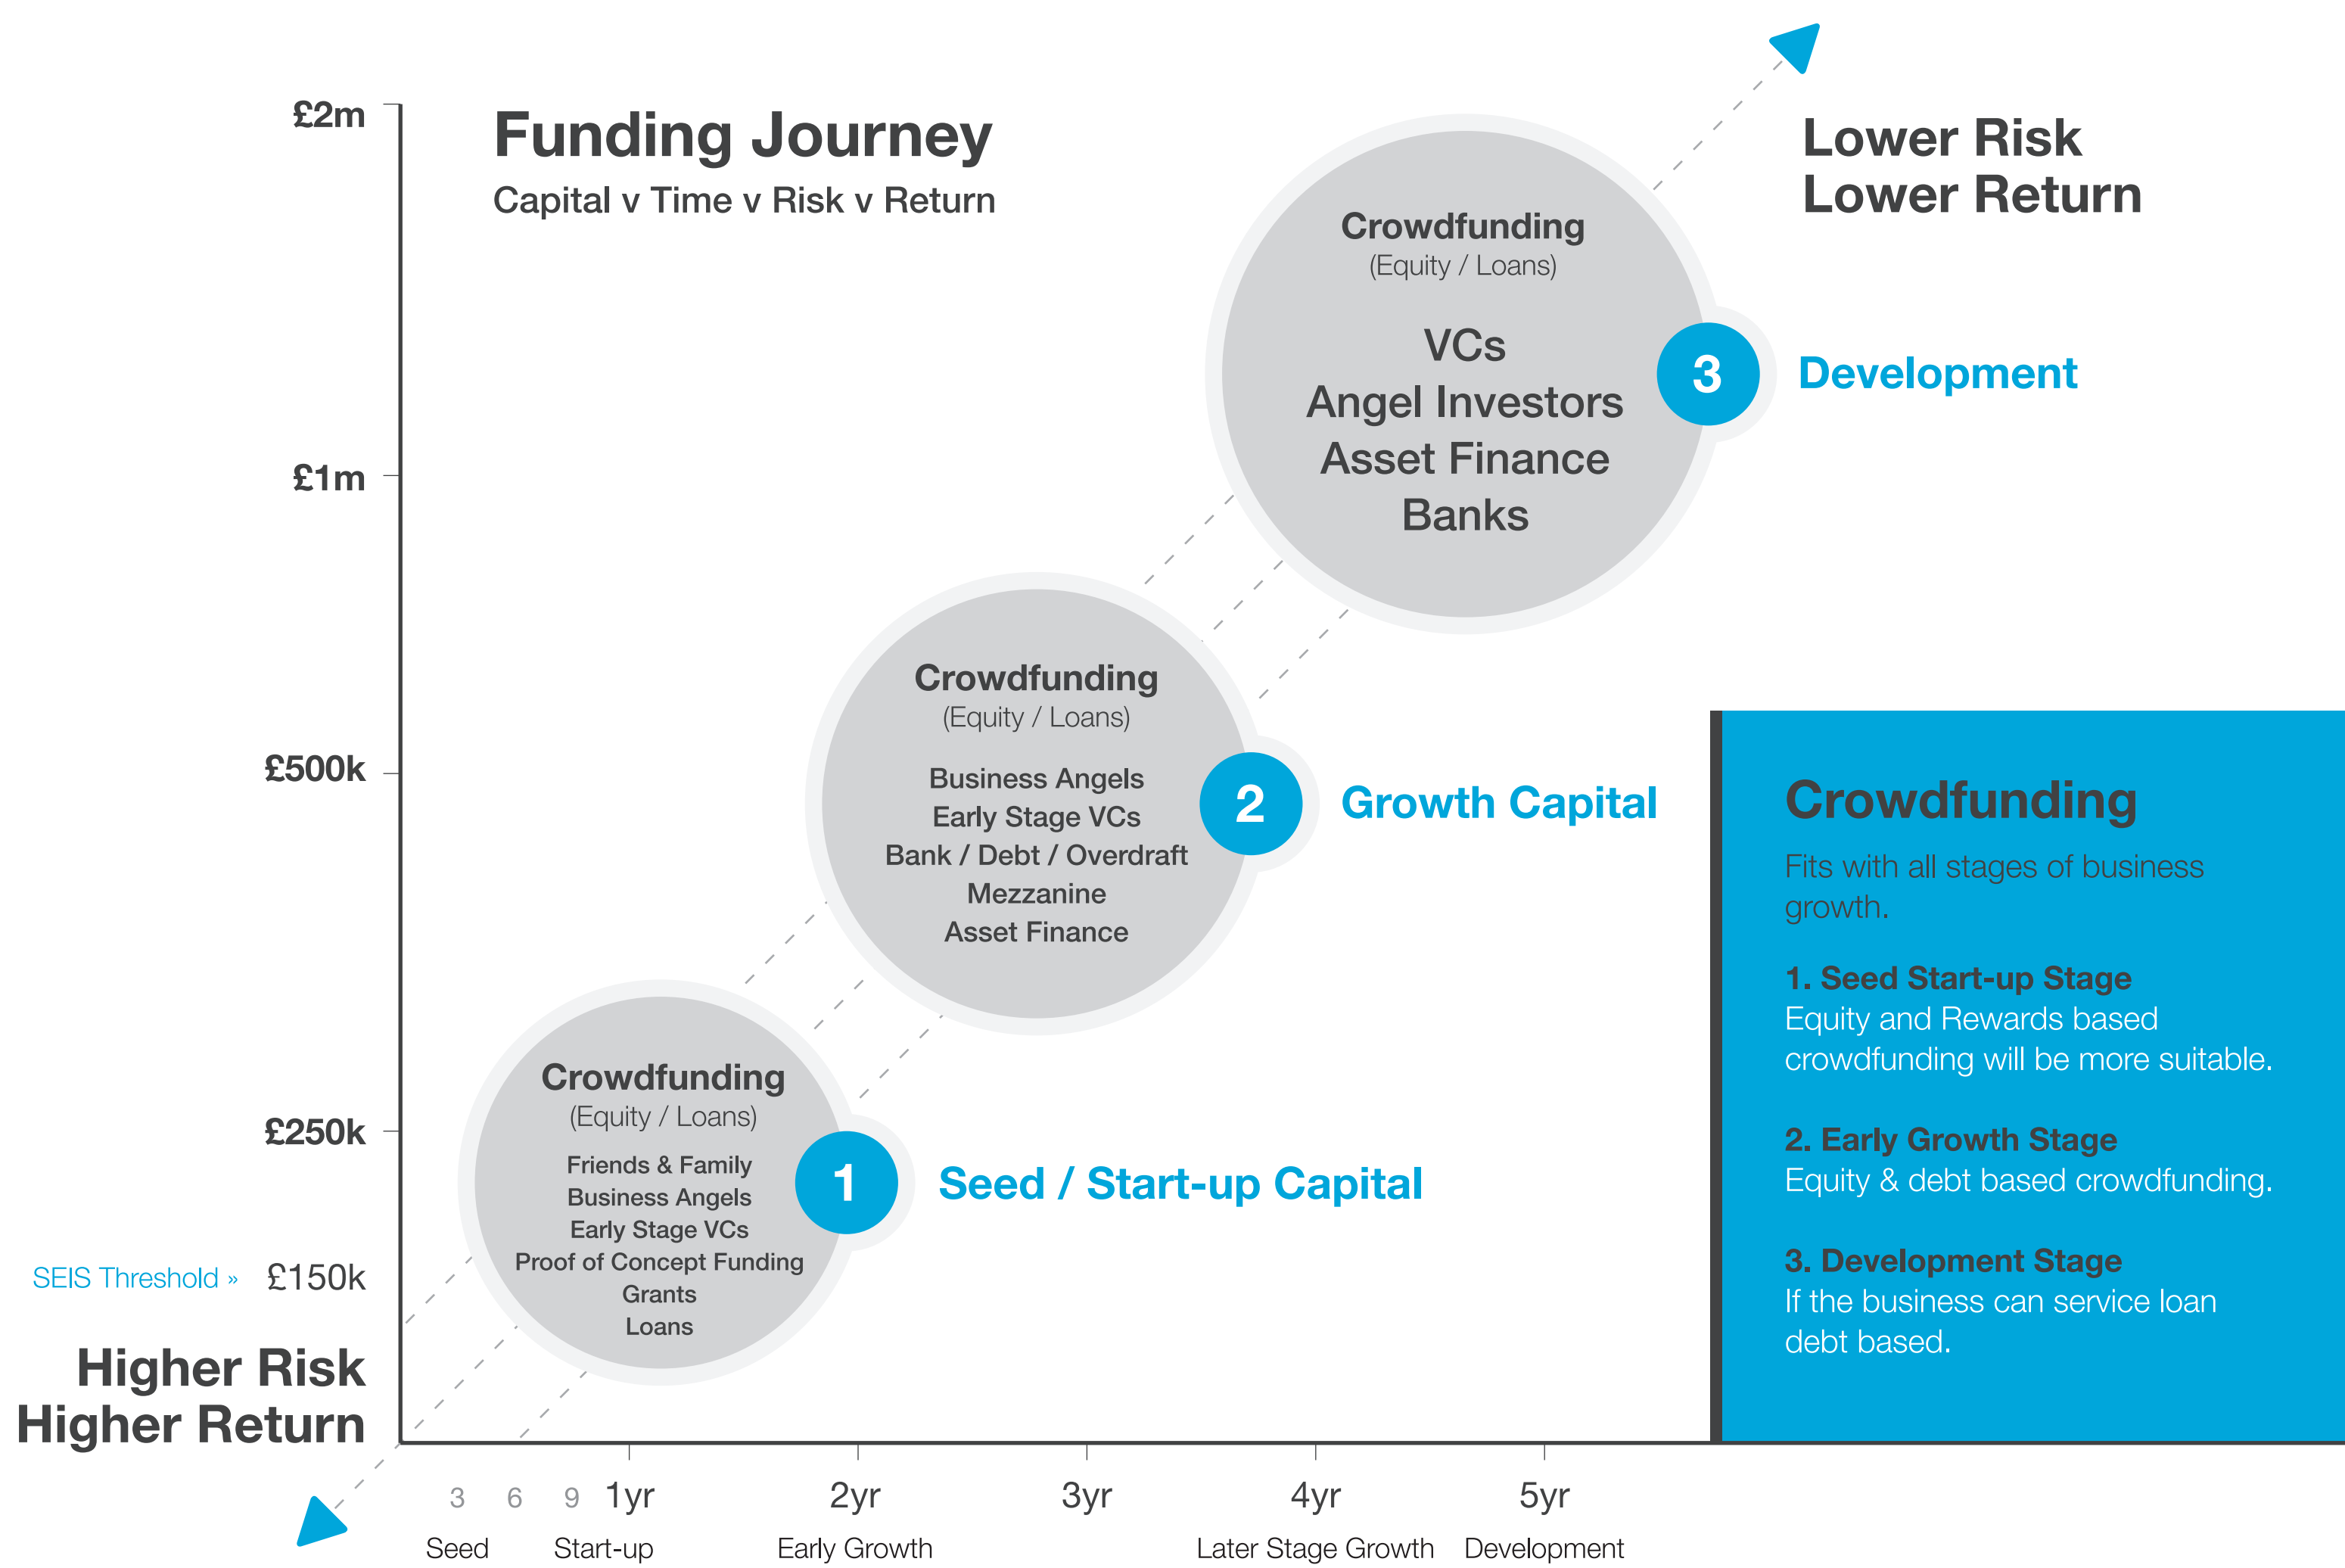 Funding Journey
Capital v Time v Risk v Return
Lower Risk
Lower Return
£2m
£1m
£500k
£250k
SEIS Threshold » £150k
Higher Risk
Higher Return
Crowdfunding
(Equity / Loans)
VCs
Angel Investors
Asset Finance
Banks
3
Development
Crowdfunding
(Equity / Loans)
Business Angels
Early Stage VCs
Bank / Debt / Overdraft
Mezzanine
Asset Finance
2
Growth Capital
Crowdfunding
(Equity / Loans)
Friends & Family
Business Angels
Early Stage VCs
Proof of Concept Funding
Grants
Loans
1
Seed / Start-up Capital
Crowdfunding
Fits with all stages of business
growth.
1. Seed Start-up Stage
Equity and Rewards based
crowdfunding will be more suitable.
2. Early Growth Stage
Equity & debt based crowdfunding.
3. Development Stage
If the business can service loan
debt based.
3 6 9 1yr 2yr 3yr 4yr 5yr
Seed Start-up Early Growth Later Stage Growth Development